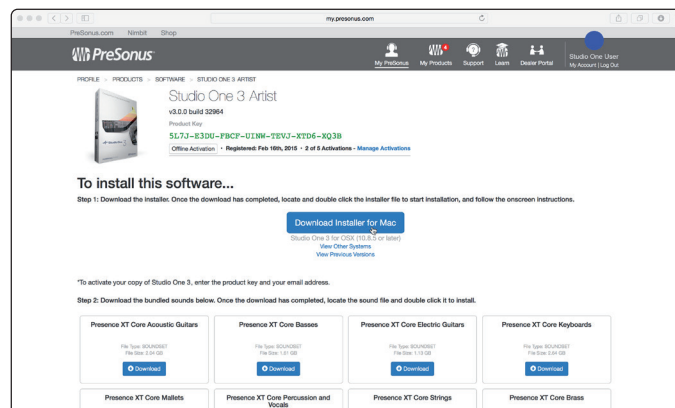 my.presonus.com
PreSonus.com Nimbit Shop
PreSonus
My PreSonus My Products Support Learn Dealer Portal
Studio One User
My Account | Log Out
PROFILE PRODUCTS SOFTWARE STUDIO ONE 3 ARTIST
Studio One 3 Artist
v3.0.0 build 32964
Product Key
5L7J-E3DU-FBCF-UINW-TEVJ-XTD6-XQ3B
Offline Activation • Registered: Feb 16th, 2015 • 2 of 5 Activations - Manage Activations
To install this software...
Step 1: Download the installer. Once the download has completed, locate and double click the installer file to start installation, and follow the onscreen instructions.
Download Installer for Mac
Studio One 3 for OSX (10.8.5 or later)
View Other Systems
View Previous Versions
*To activate your copy of Studio One 3, enter the product key and your email address.
Step 2: Download the bundled sounds below. Once the download has completed, locate the sound file and double click it to install.
Presence XT Core Acoustic Guitars
File Type: SOUNDSET
File Size: 2.04 GB
Download
Presence XT Core Basses
File Type: SOUNDSET
File Size: 1.61 GB
Download
Presence XT Core Electric Guitars
File Type: SOUNDSET
File Size: 1.13 GB
Download
Presence XT Core Keyboards
File Type: SOUNDSET
File Size: 2.64 GB
Download
Presence XT Core Mallets
Presence XT Core Percussion and
Vocals
Presence XT Core Strings
Presence XT Core Brass